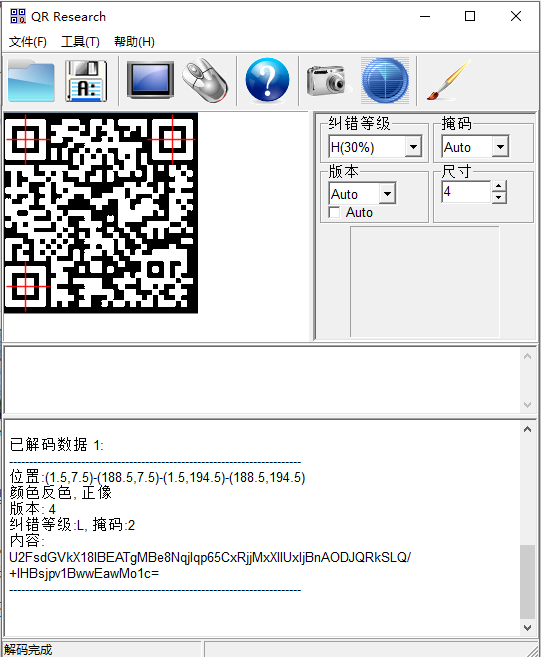 QR Research
文件(F) 工具(T) 帮助(H)
A:
纠错等级
掩码
H(30%)
Auto
版本
尺寸
Auto
4
Auto
已解码数据 1:
---------------------------------------------------------------------------
位置:(1.5,7.5)-(188.5,7.5)-(1.5,194.5)-(188.5,194.5)
颜色反色, 正像
版本: 4
纠错等级:L, 掩码:2
内容:
U2FsdGVkX18IBEATgMBe8NqjIqp65CxRjjMxXIIUxIjBnAODJQRkSLQ/
+lHBsjpv1BwwEawMo1c=
---------------------------------------------------------------------------
解码完成